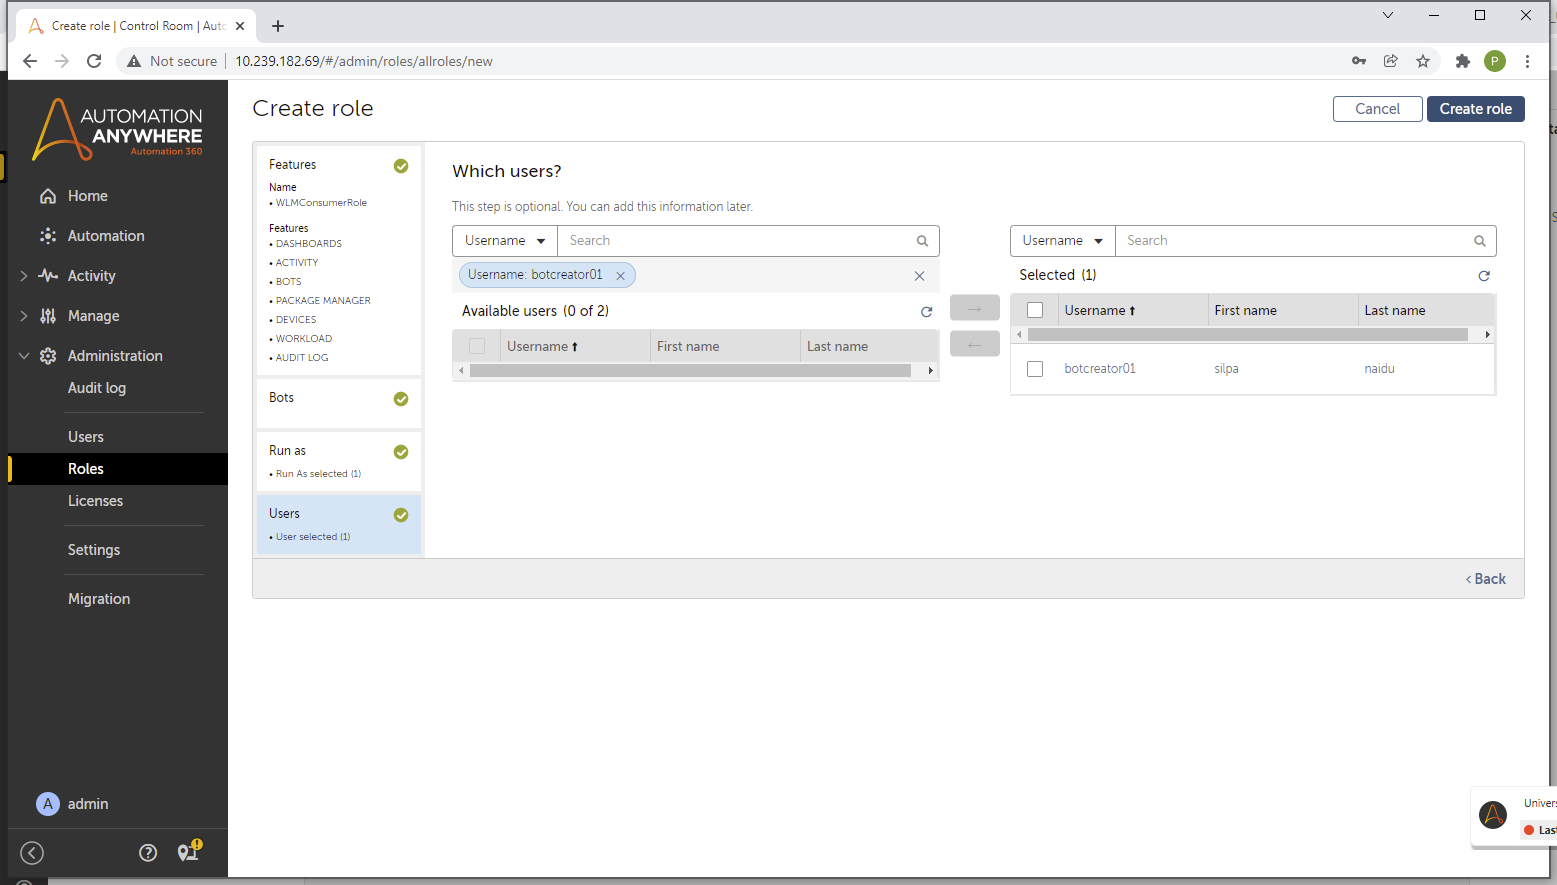 Create role | Control Room | Auto
Not secure
10.239.182.69/#/admin/roles/allroles/new
P
AUTOMATION
ANYWHERE
Automation 360
Home
Automation
Activity
Manage
Administration
Audit log
Users
Roles
Licenses
Settings
Migration
A admin
Create role
Cancel
Create role
Features
Name
• WLMConsumerRole
Features
• DASHBOARDS
• ACTIVITY
• BOTS
• PACKAGE MANAGER
• DEVICES
• WORKLOAD
• AUDIT LOG
Bots
Run as
• Run As selected (1)
Users
• User selected (1)
Which users?
This step is optional. You can add this information later.
Username Search
Username: botcreator01
Available users (0 of 2)
Username First name Last name
Username Search
Selected (1)
Username First name Last name
botcreator01 silpa naidu
Back
Univers
Last